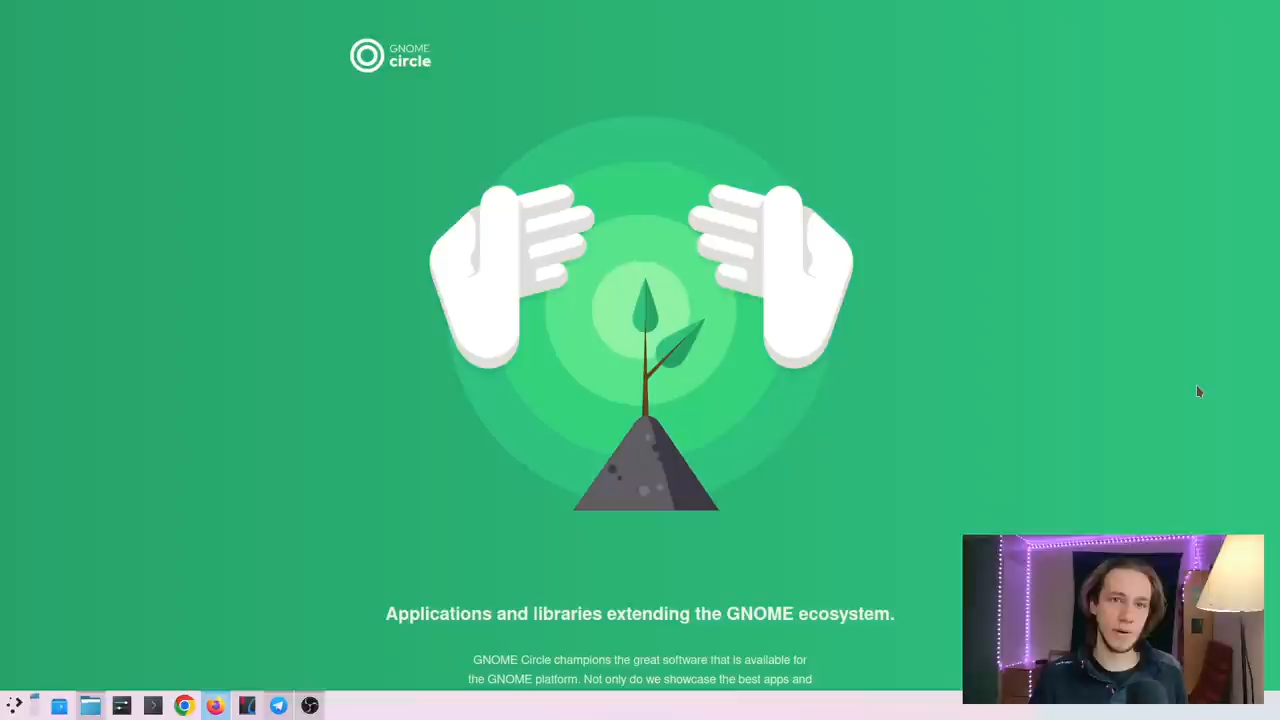 GNOME
circle
Applications and libraries extending the GNOME ecosystem.
GNOME Circle champions the great software that is available for
the GNOME platform. Not only do we showcase the best apps and